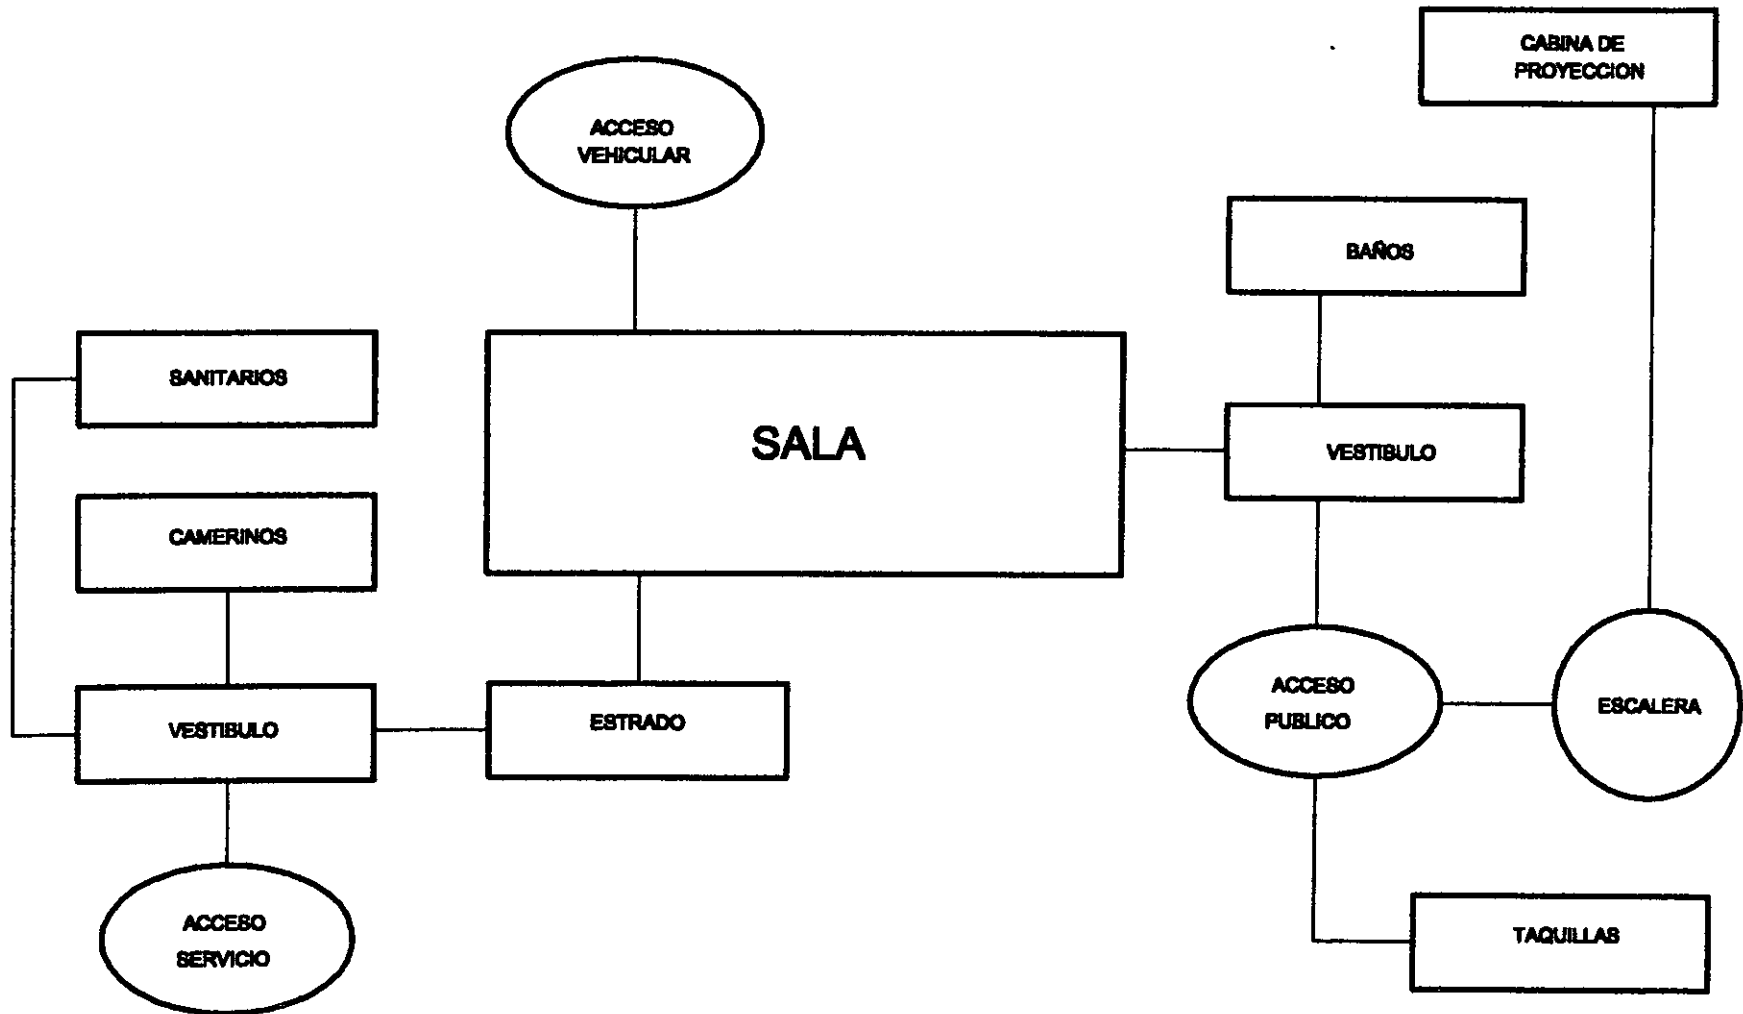 CABINA DE
PROYECCION
ACCESO
VEHICULAR
BAÑOS
SANITARIOS
SALA
VESTIBULO
CAMERINOS
ACCESO
PUBLICO
ESCALERA
VESTIBULO
ESTRADO
ACCESO
SERVICIO
TAQUILLAS